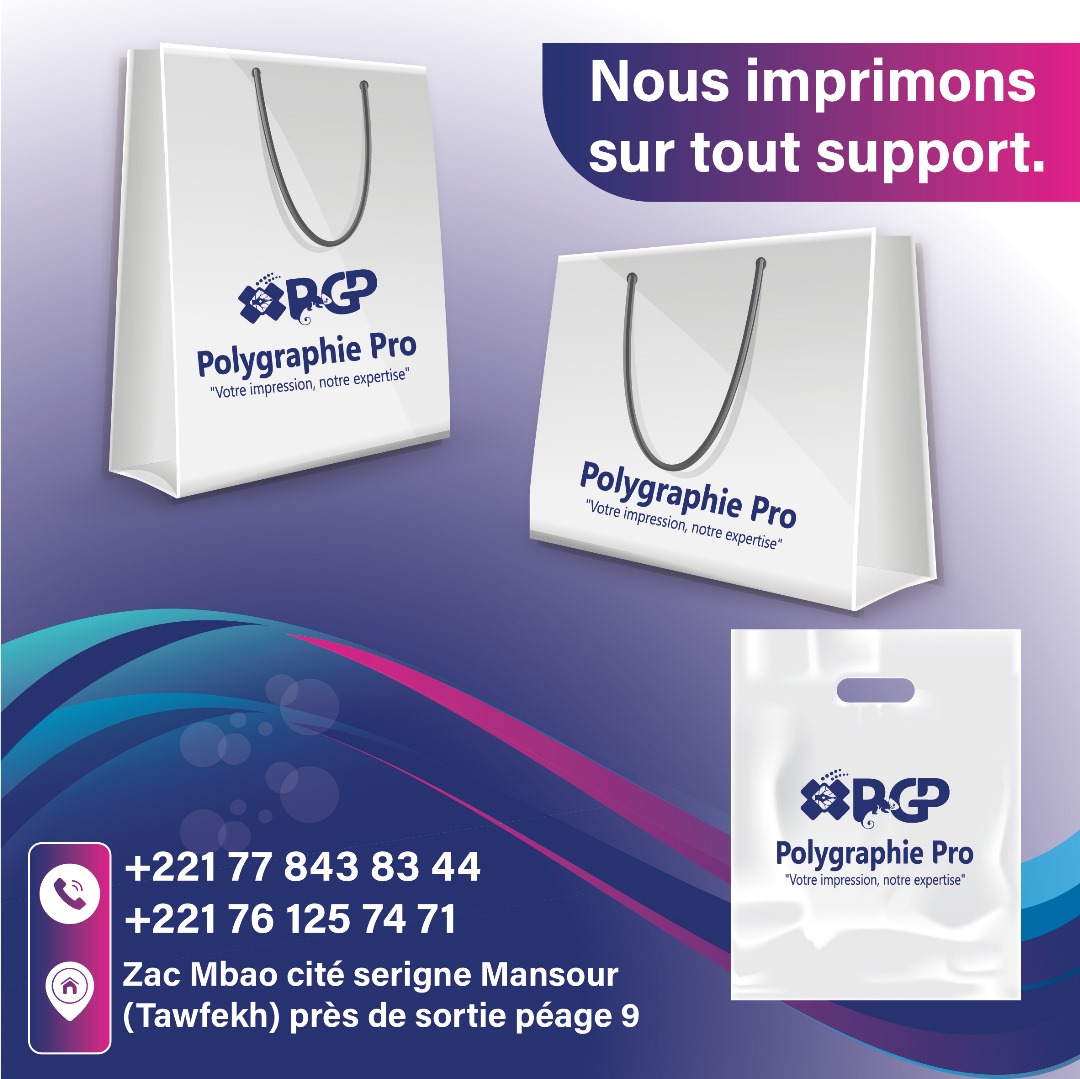 Nous imprimons
sur tout support.
PGP
Polygraphie Pro
"Votre impression, notre expertise"
Polygraphie Pro
"Votre impression, notre expertise"
PGP
Polygraphie Pro
"Votre impression, notre expertise"
+221 77 843 83 44
+221 76 125 74 71
Zac Mbao cité serigne Mansour
(Tawfekh) près de sortie péage 9